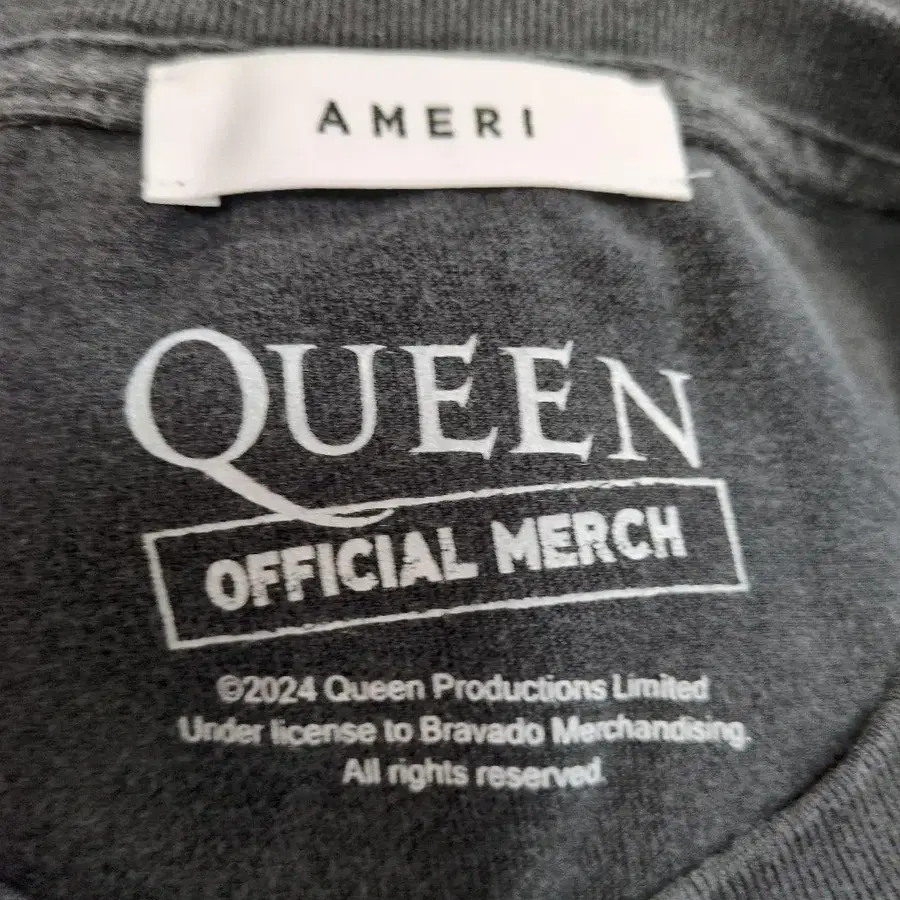 AMERI
QUEEN
OFFICIAL MERCH
©2024 Queen Productions Limited
Under license to Bravado Merchandising.
All rights reserved.